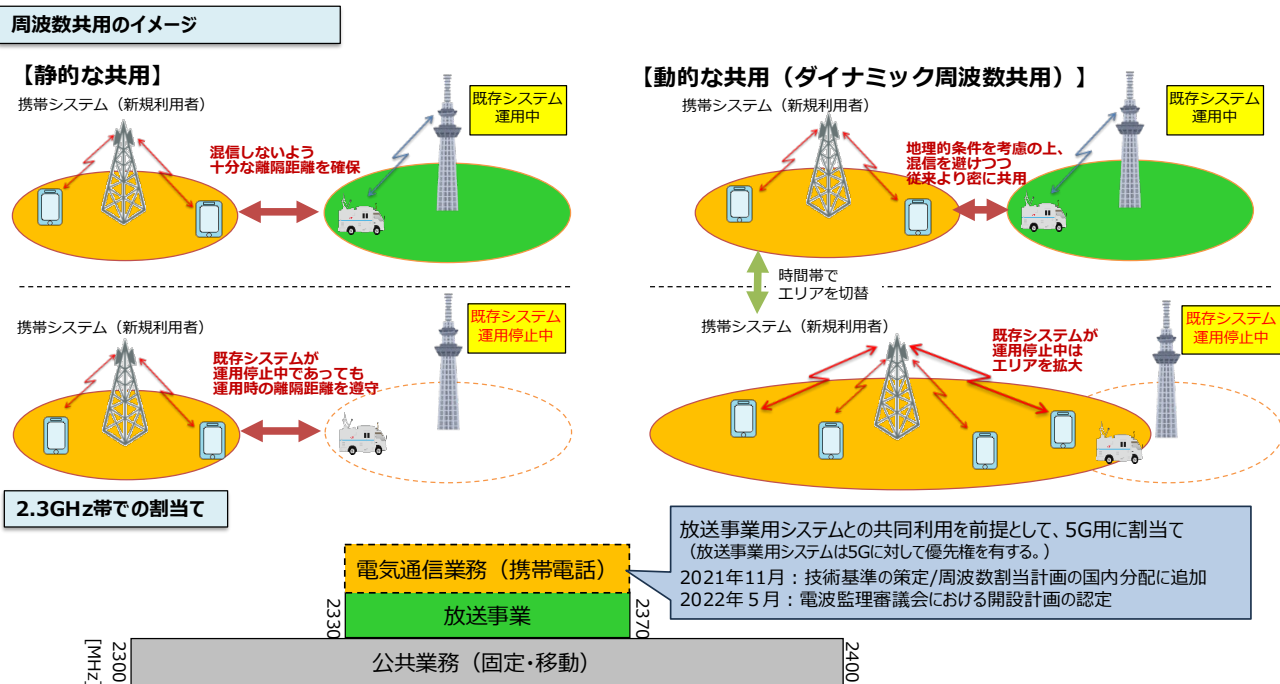 周波数共用のイメージ
【静的な共用】
携帯システム（新規利用者）
既存システム
運用中
混信しないよう
十分な離隔距離を確保
携帯システム（新規利用者）
既存システム
運用停止中
既存システムが
運用停止中であっても
運用時の離隔距離を遵守
【動的な共用（ダイナミック周波数共用）】
携帯システム（新規利用者）
既存システム
運用中
地理的条件を考慮の上、
混信を避けつつ
従来より密に共用
時間帯で
エリアを切替
携帯システム（新規利用者）
既存システム
運用停止中
既存システムが
運用停止中は
エリアを拡大
2.3GHz帯での割当て
放送事業用システムとの共同利用を前提として、5G用に割当て
（放送事業用システムは5Gに対して優先権を有する。）
2021年11月：技術基準の策定/周波数割当計画の国内分配に追加
2022年５月：電波監理審議会における開設計画の認定
電気通信業務（携帯電話）
2330
放送事業
2370
[MHz]
2300
公共業務（固定・移動）
2400